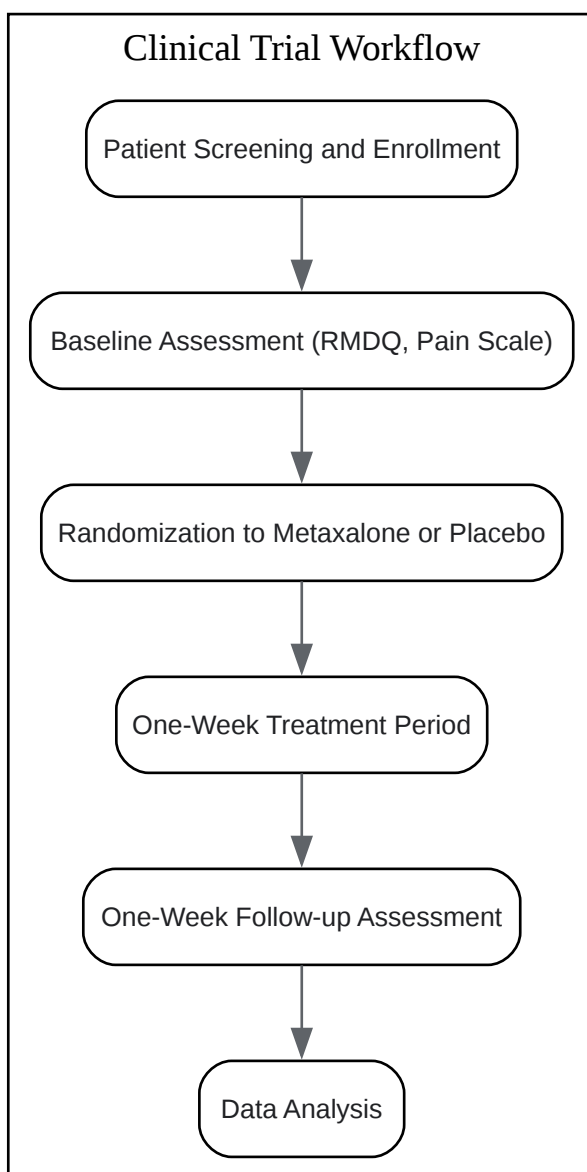 Clinical Trial Workflow
Patient Screening and Enrollment
Baseline Assessment (RMDQ, Pain Scale)
Randomization to Metaxalone or Placebo
One-Week Treatment Period
One-Week Follow-up Assessment
Data Analysis